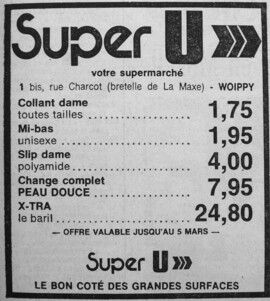 Super U
votre supermarché
1 bis, rue Charcot (bretelle de La Maxe) - WOIPPY
Collant dame
toutes tailles 1,75
Mi-bas
unisexe 1,95
Slip dame
polyamide 4,00
Change complet
PEAU DOUCE 7,95
X-TRA
le baril 24,80
— OFFRE VALABLE JUSQU'AU 5 MARS —
Super U
LE BON COTÉ DES GRANDES SURFACES